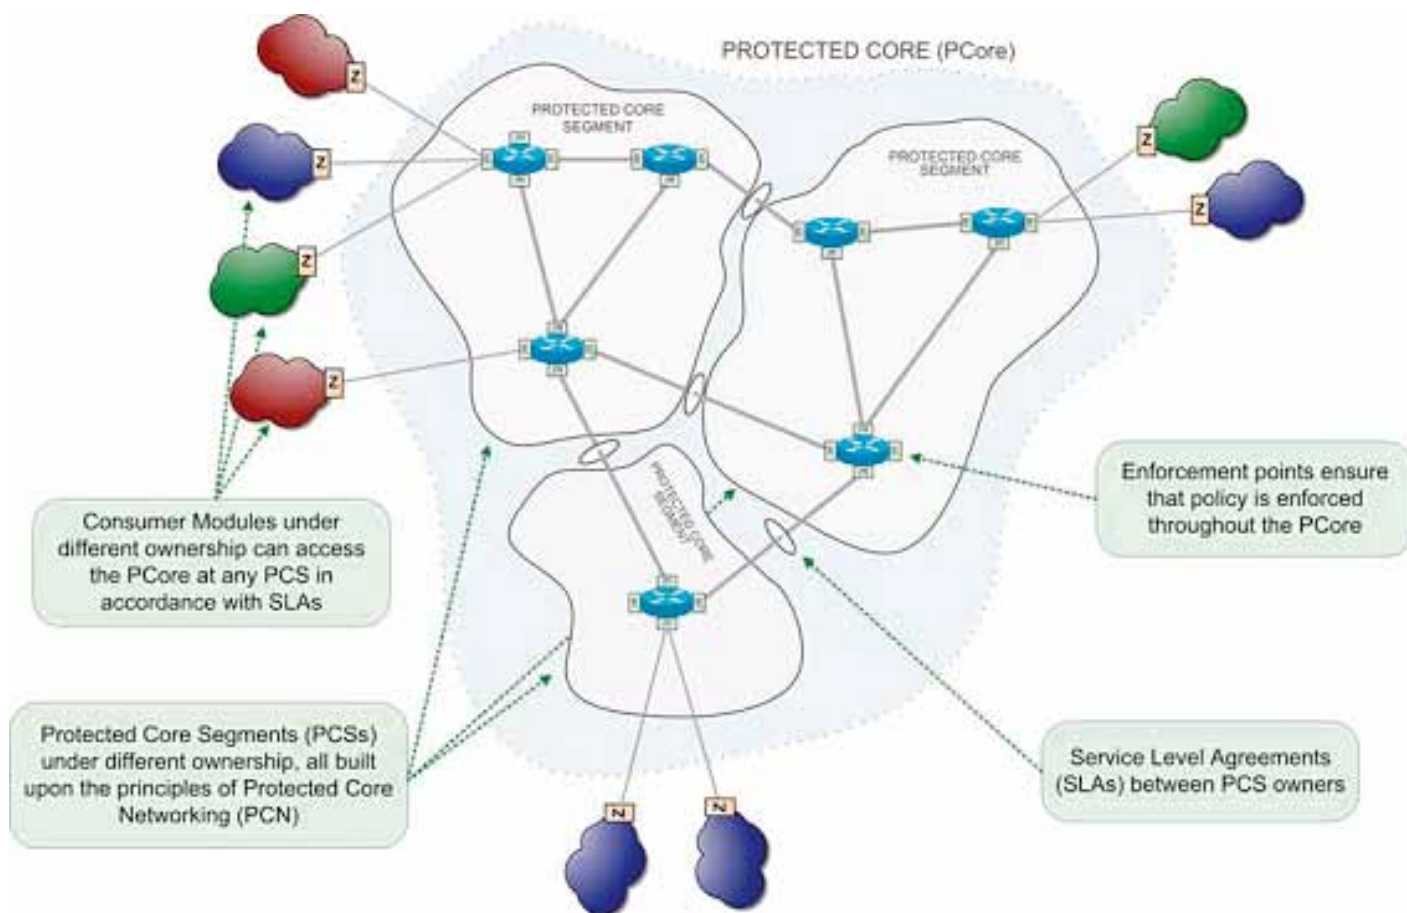 PROTECTED CORE (PCore)
PROTECTED CORE
SEGMENT
PROTECTED CORE
SEGMENT
Z
Z
Z
Z
Z
Z
PROTECTED CORE
SEGMENT
Enforcement points ensure
that policy is enforced
throughout the PCore
Consumer Modules under
different ownership can access
the PCore at any PCS in
accordance with SLAs
Protected Core Segments (PCSs)
under different ownership, all built
upon the principles of Protected Core
Networking (PCN)
Service Level Agreements
(SLAs) between PCS owners
Z
Z